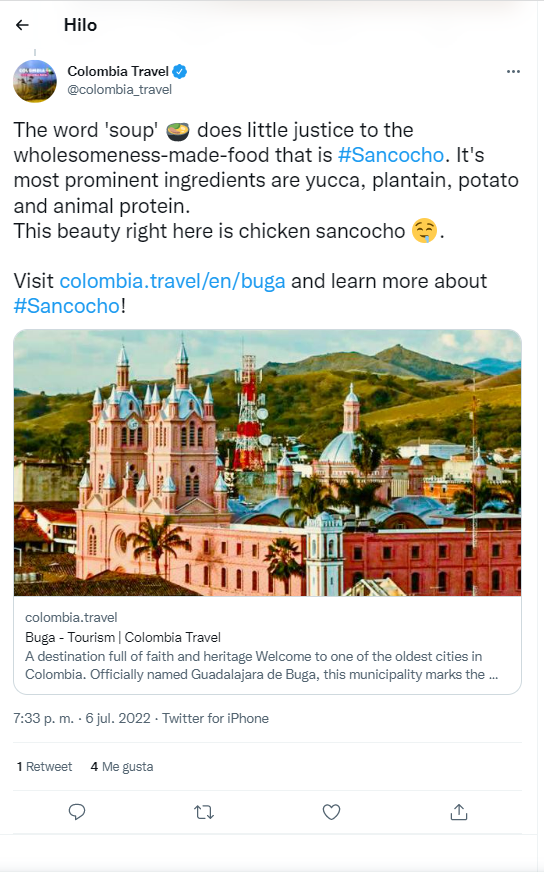 Hilo
Colombia Travel
@colombia_travel
The word 'soup' 🍲 does little justice to the
wholesomeness-made-food that is #Sancocho. It's
most prominent ingredients are yucca, plantain, potato
and animal protein.
This beauty right here is chicken sancocho 🤤.
Visit colombia.travel/en/buga and learn more about
#Sancocho!
colombia.travel
Buga - Tourism | Colombia Travel
A destination full of faith and heritage Welcome to one of the oldest cities in
Colombia. Officially named Guadalajara de Buga, this municipality marks the ...
7:33 p. m. · 6 jul. 2022 · Twitter for iPhone
1 Retweet 4 Me gusta